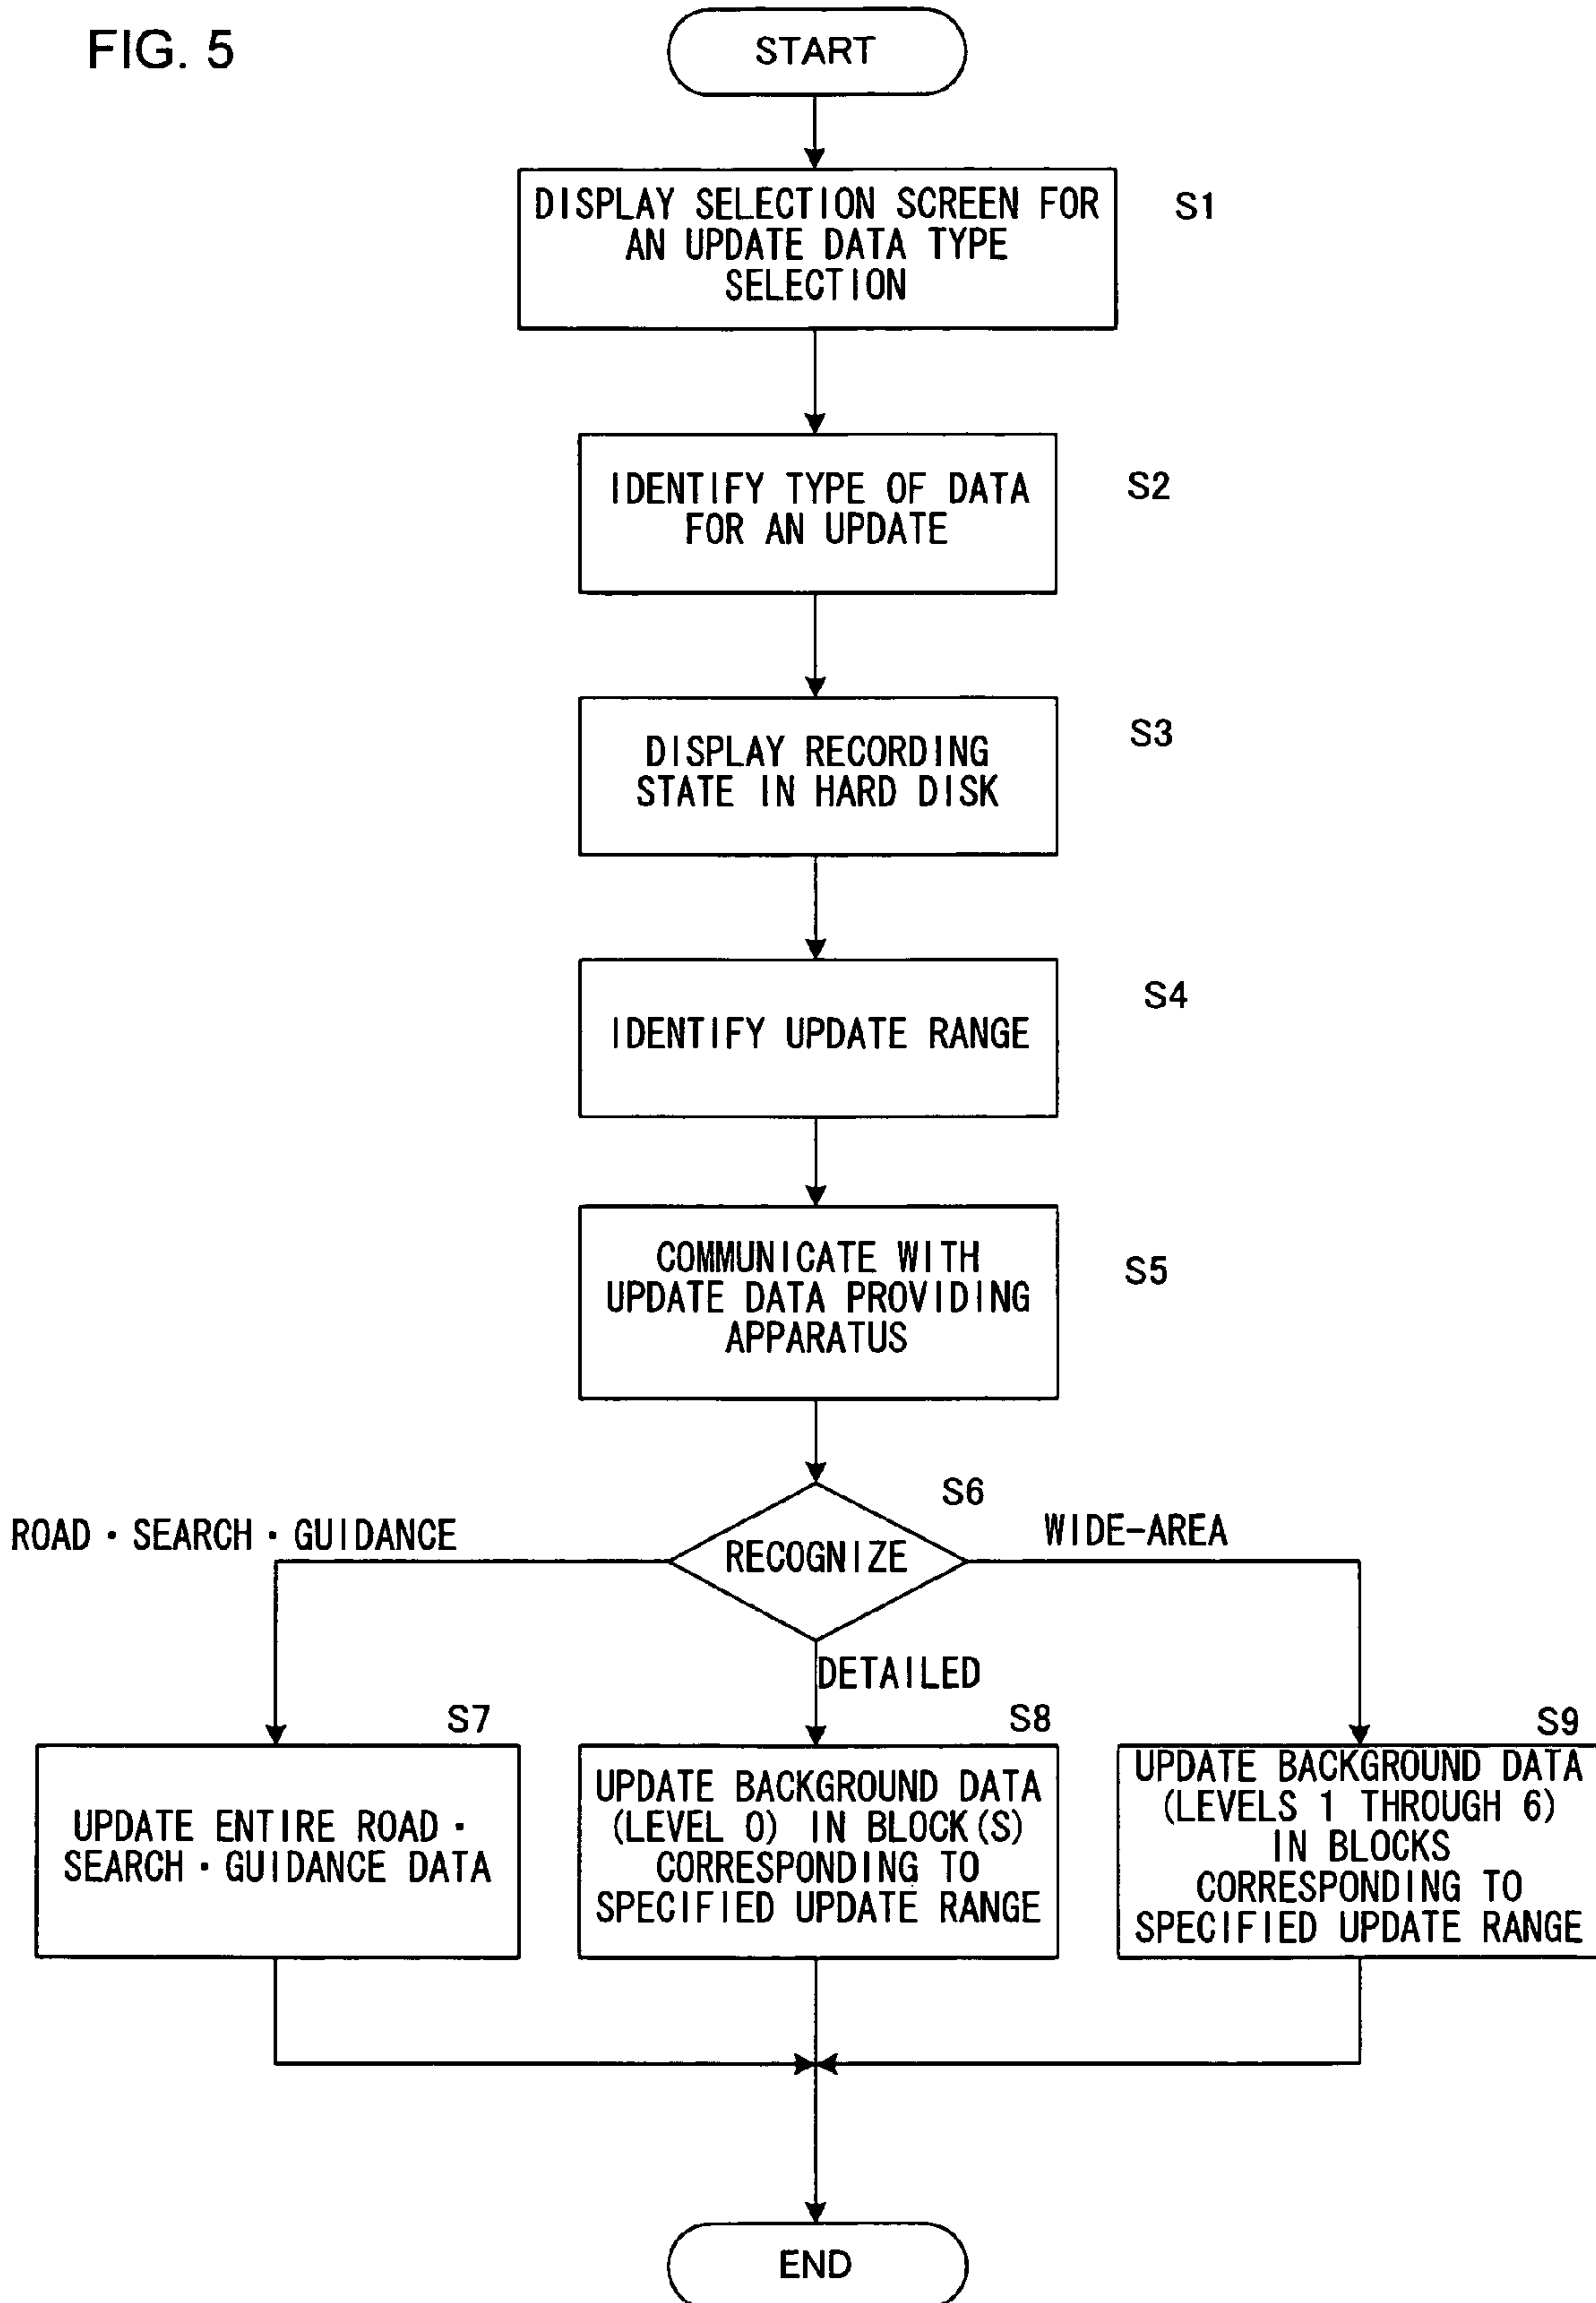 FIG. 5
START
DISPLAY SELECTION SCREEN FOR
AN UPDATE DATA TYPE
SELECTION
S1
IDENTIFY TYPE OF DATA
FOR AN UPDATE
S2
DISPLAY RECORDING
STATE IN HARD DISK
S3
IDENTIFY UPDATE RANGE
S4
COMMUNICATE WITH
UPDATE DATA PROVIDING
APPARATUS
S5
S6
RECOGNIZE
ROAD・SEARCH・GUIDANCE
WIDE-AREA
DETAILED
S7
UPDATE ENTIRE ROAD・
SEARCH・GUIDANCE DATA
S8
UPDATE BACKGROUND DATA
(LEVEL 0) IN BLOCK(S)
CORRESPONDING TO
SPECIFIED UPDATE RANGE
S9
UPDATE BACKGROUND DATA
(LEVELS 1 THROUGH 6)
IN BLOCKS
CORRESPONDING TO
SPECIFIED UPDATE RANGE
END